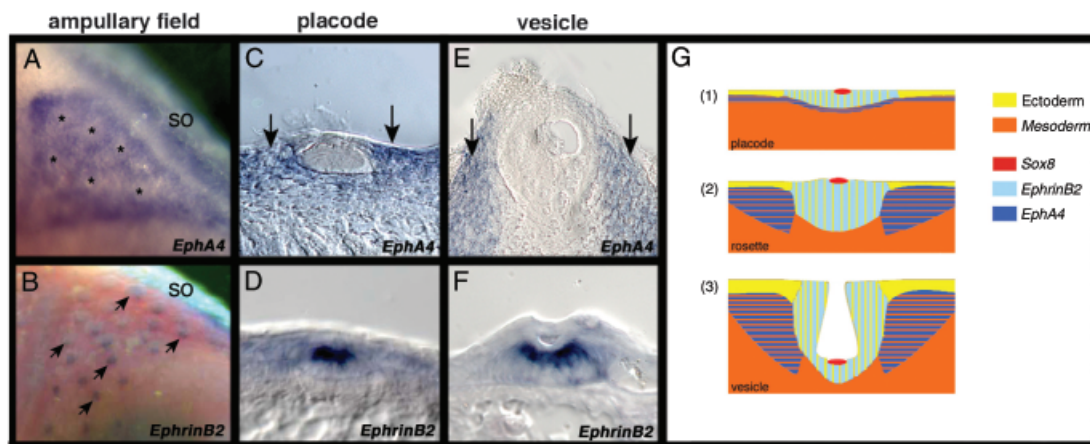 ampullary field placode vesicle
A
SO
* * * * * *
EphA4
B
SO
EphrinB2
C
EphA4
D
EphrinB2
E
EphA4
F
EphrinB2
G
(1)
placode
(2)
rosette
(3)
vesicle
Ectoderm
Mesoderm
Sox8
EphrinB2
EphA4